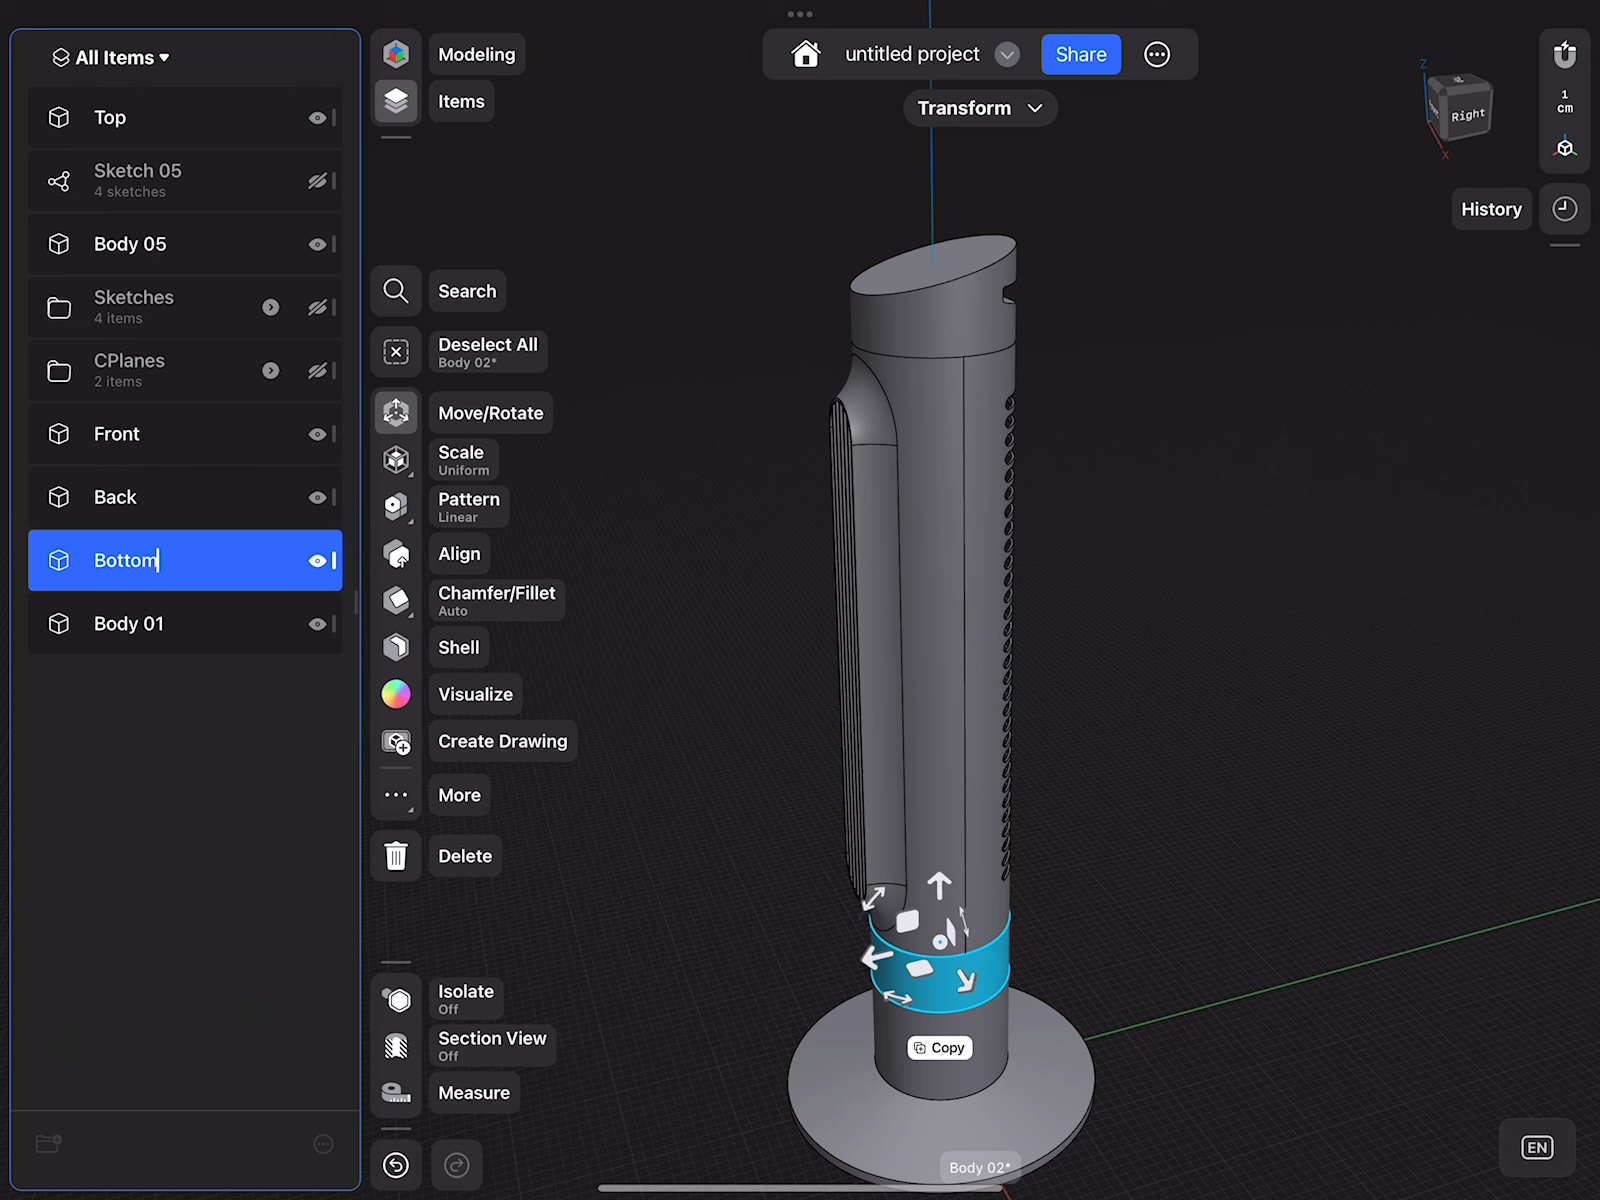 All Items
Top
Sketch 05
4 sketches
Body 05
Sketches
4 items
CPlanes
2 items
Front
Back
Bottom
Body 01
Modeling
Items
Search
Deselect All
Body 02*
Move/Rotate
Scale
Uniform
Pattern
Linear
Align
Chamfer/Fillet
Auto
Shell
Visualize
Create Drawing
More
Delete
Isolate
Off
Section View
Off
Measure
untitled project
Share
Transform
Z
Right
X
1
cm
History
Copy
Body 02*
EN